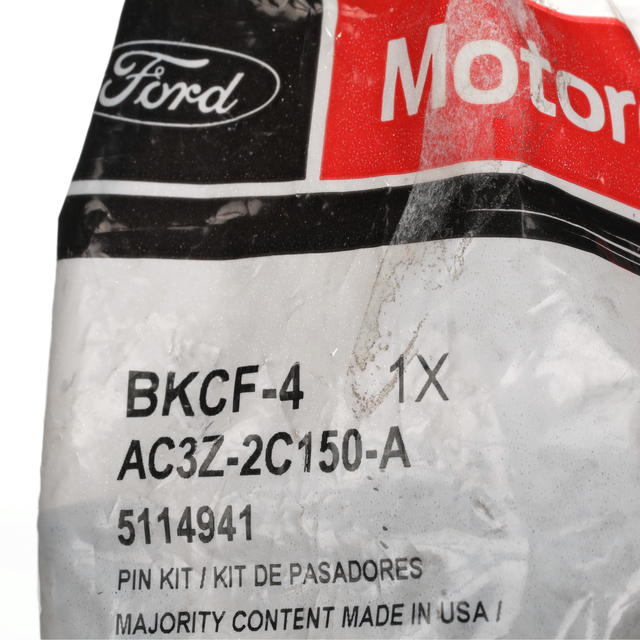 Ford
Motor
BKCF-4 1X
AC3Z-2C150-A
5114941
PIN KIT / KIT DE PASADORES
MAJORITY CONTENT MADE IN USA /